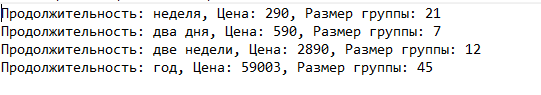 Продолжительность: неделя, Цена: 290, Размер группы: 21
Продолжительность: два дня, Цена: 590, Размер группы: 7
Продолжительность: две недели, Цена: 2890, Размер группы: 12
Продолжительность: год, Цена: 59003, Размер группы: 45